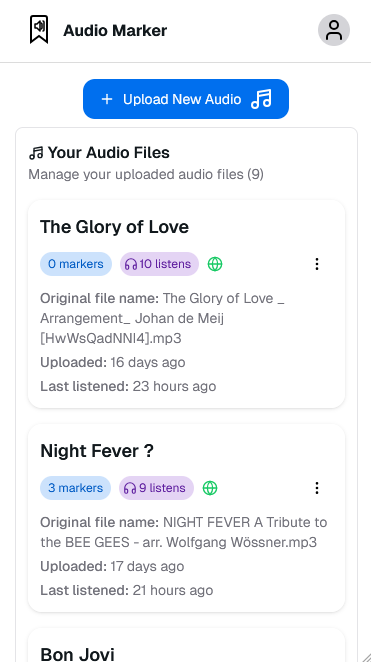 Audio Marker
Upload New Audio
Your Audio Files
Manage your uploaded audio files (9)
The Glory of Love
0 markers
10 listens
Original file name: The Glory of Love _
Arrangement_ Johan de Meij
[HwWsQadNNI4].mp3
Uploaded: 16 days ago
Last listened: 23 hours ago
Night Fever ?
3 markers
9 listens
Original file name: NIGHT FEVER A Tribute to
the BEE GEES - arr. Wolfgang Wössner.mp3
Uploaded: 17 days ago
Last listened: 21 hours ago
Bon Jovi